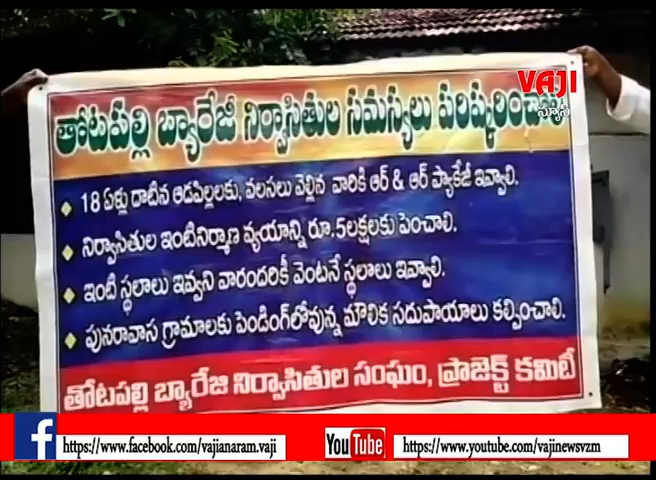 తోటపల్లి బ్యారేజీ నిర్వాసితుల సమస్యలు పరిష్కరించాలి
VAJI
న్యూస్
18 ఏళ్లు దాటిన ఆడపిల్లలకు, వలసలు వెల్లిన వారికి ఆర్ & ఆర్ ప్యాకేజీ ఇవ్వాలి.
నిర్వాసితుల ఇంటినిర్మాణ వ్యయాన్ని రూ.5లక్షలకు పెంచాలి.
ఇంటి స్థలాలు ఇవ్వని వారందరికీ వెంటనే స్థలాలు ఇవ్వాలి.
పునరావాస గ్రామాలకు పెండింగ్‌లోవున్న మౌలిక సదుపాయాలు కల్పించాలి.
తోటపల్లి బ్యారేజి నిర్వాసితుల సంఘం, ప్రాజెక్ట్ కమిటీ
f https://www.facebook.com/vajianaram.vaji YouTube https://www.youtube.com/vajinewsvzm